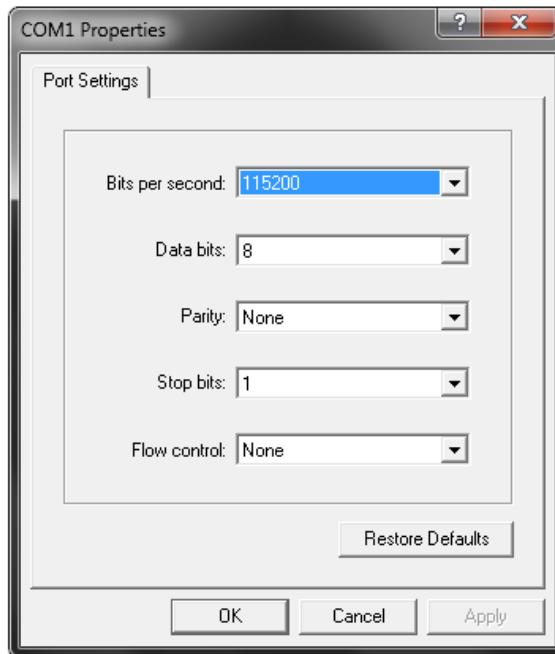 COM1 Properties
?
X
Port Settings
Bits per second: 115200
Data bits: 8
Parity: None
Stop bits: 1
Flow control: None
Restore Defaults
OK Cancel Apply